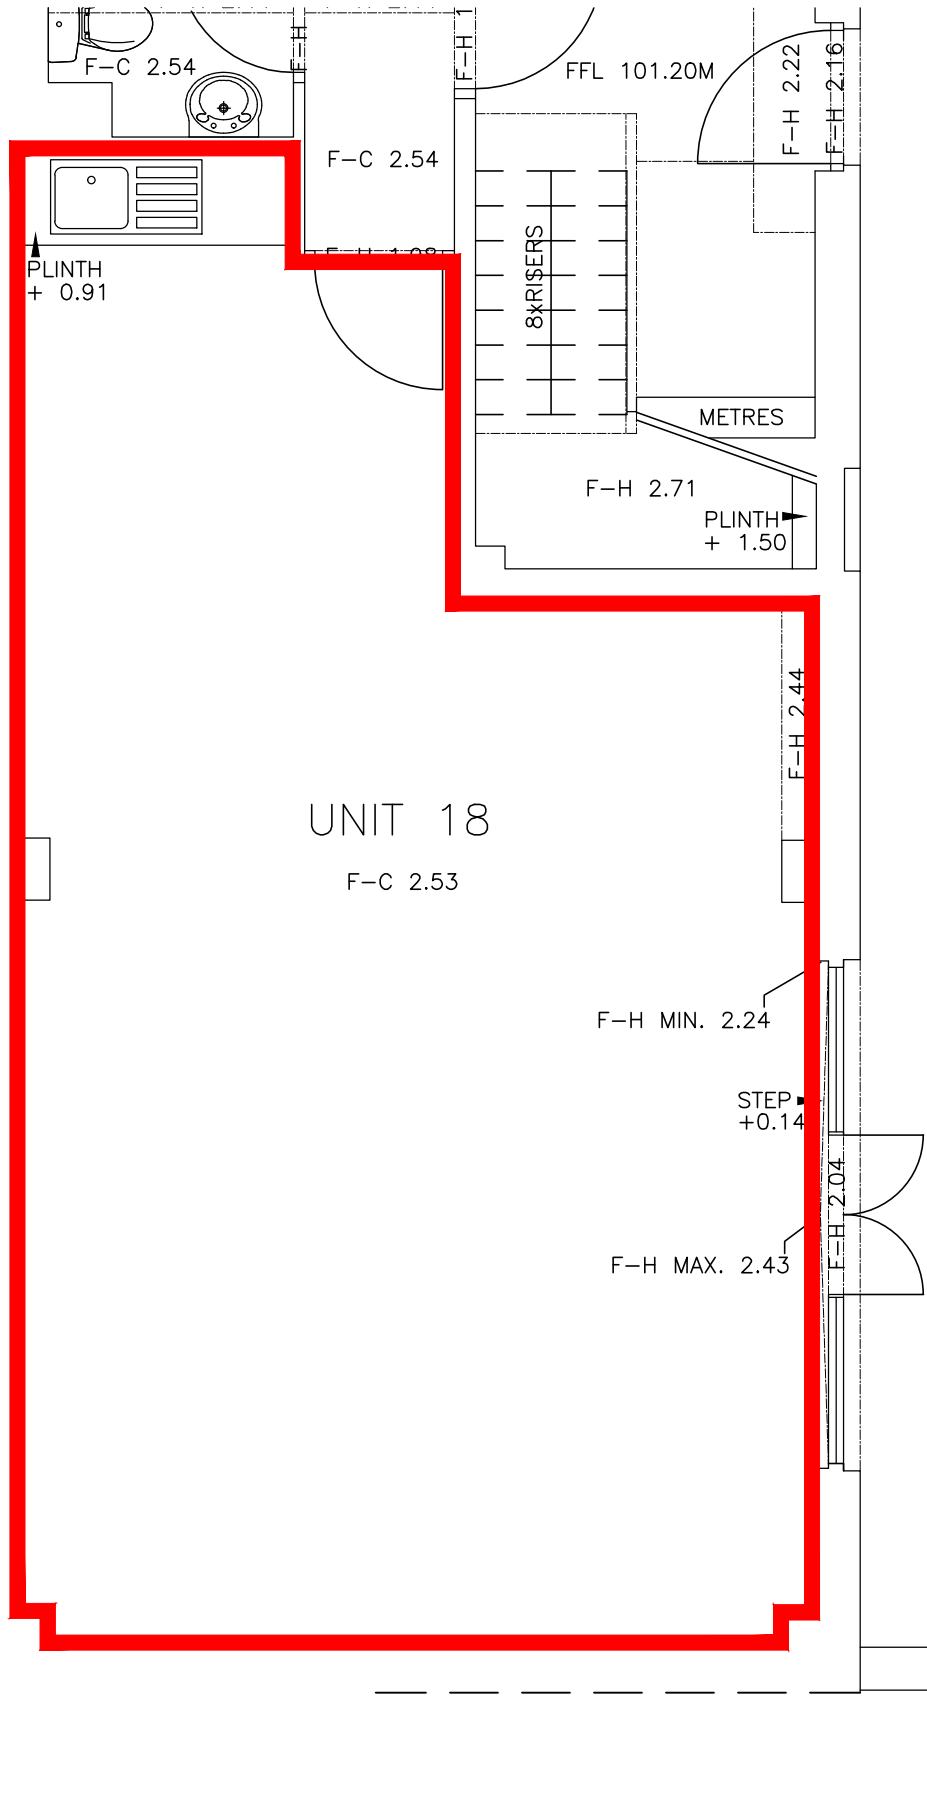 F-C 2.54
F-H
F-H 1
FFL 101.20M
F-H 2.22
F-H 2.16
F-C 2.54
PLINTH
+ 0.91
8xRISERS
METRES
F-H 2.71
PLINTH
+ 1.50
F-H 2.44
UNIT 18
F-C 2.53
F-H MIN. 2.24
STEP
+0.14
F-H 2.04
F-H MAX. 2.43